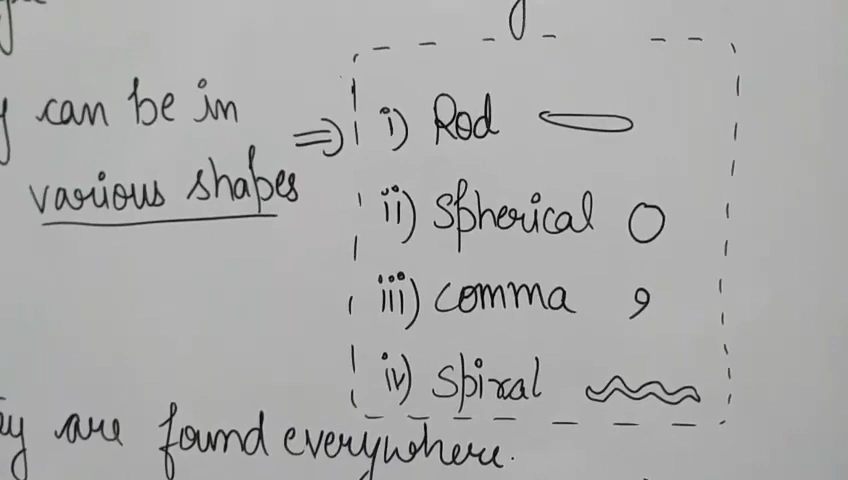 can be in
various shapes ⇒
i) Rod
ii) Spherical
iii) comma
iv) Spiral
are found everywhere.